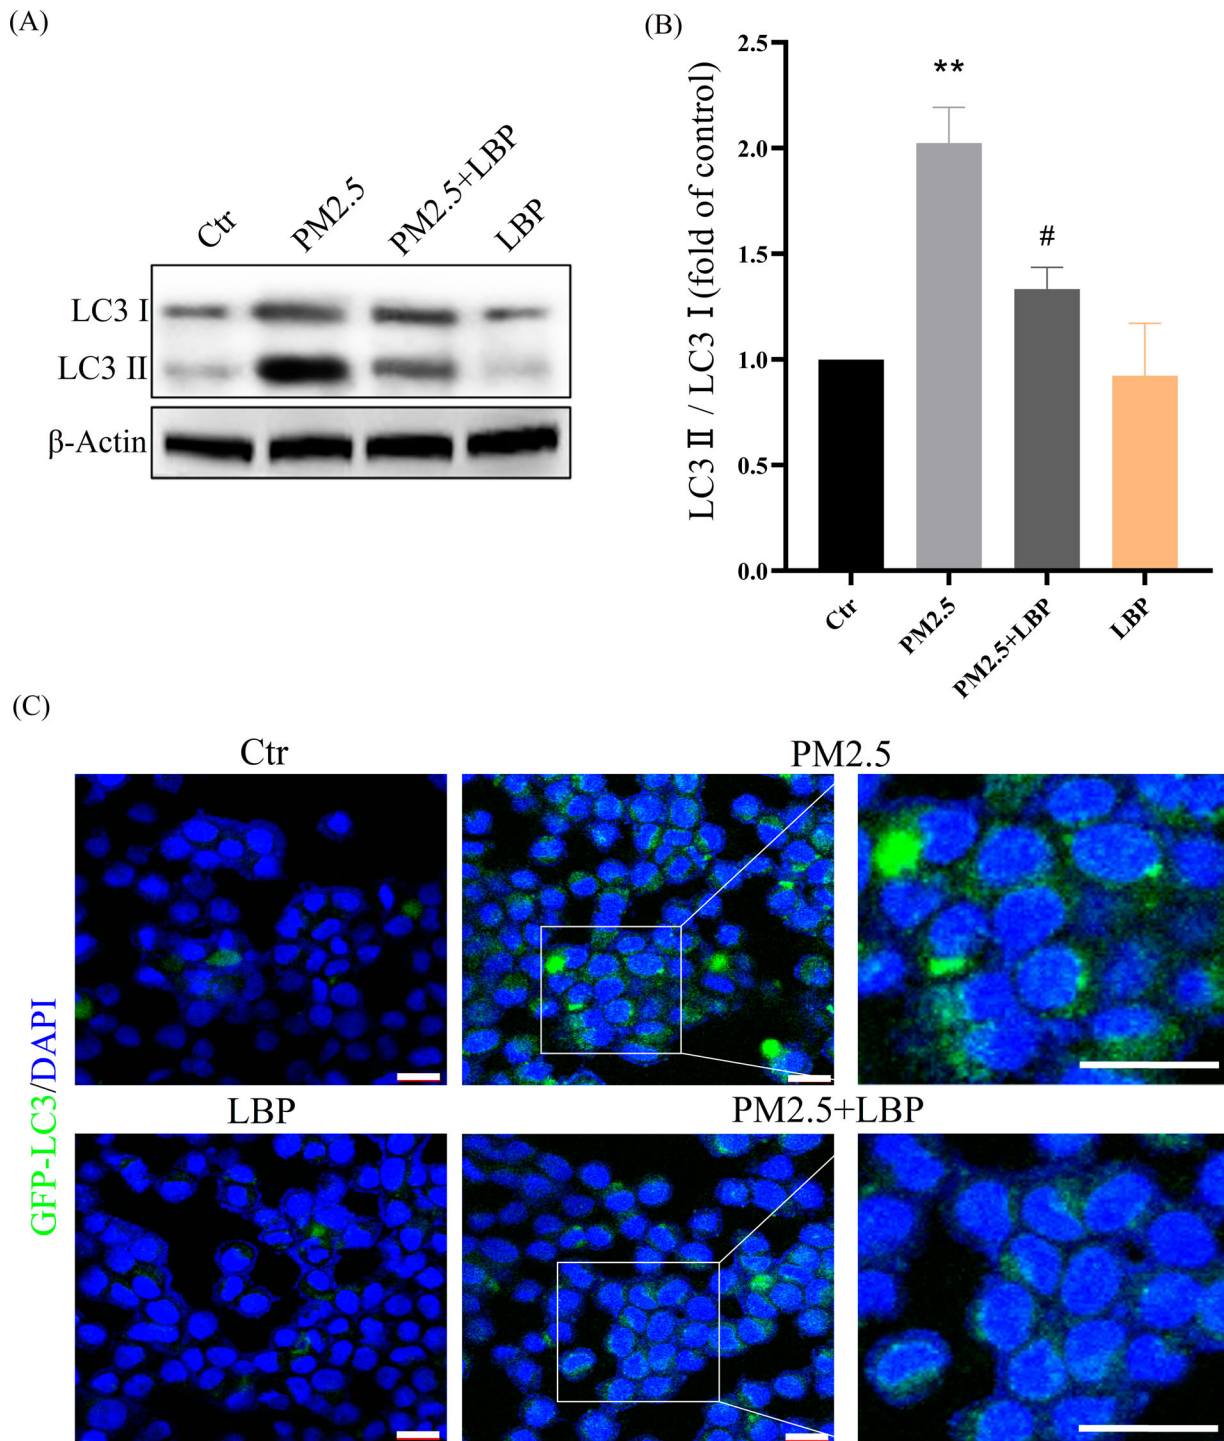 (A)
Ctr
PM2.5
PM2.5+LBP
LBP
LC3 I
LC3 II
β-Actin
(B)
LC3 Ⅱ / LC3 Ⅰ (fold of control)
2.5
2.0
1.5
1.0
0.5
0.0
**
#
Ctr
PM2.5
PM2.5+LBP
LBP
(C)
Ctr
PM2.5
LBP
PM2.5+LBP
GFP-LC3/DAPI